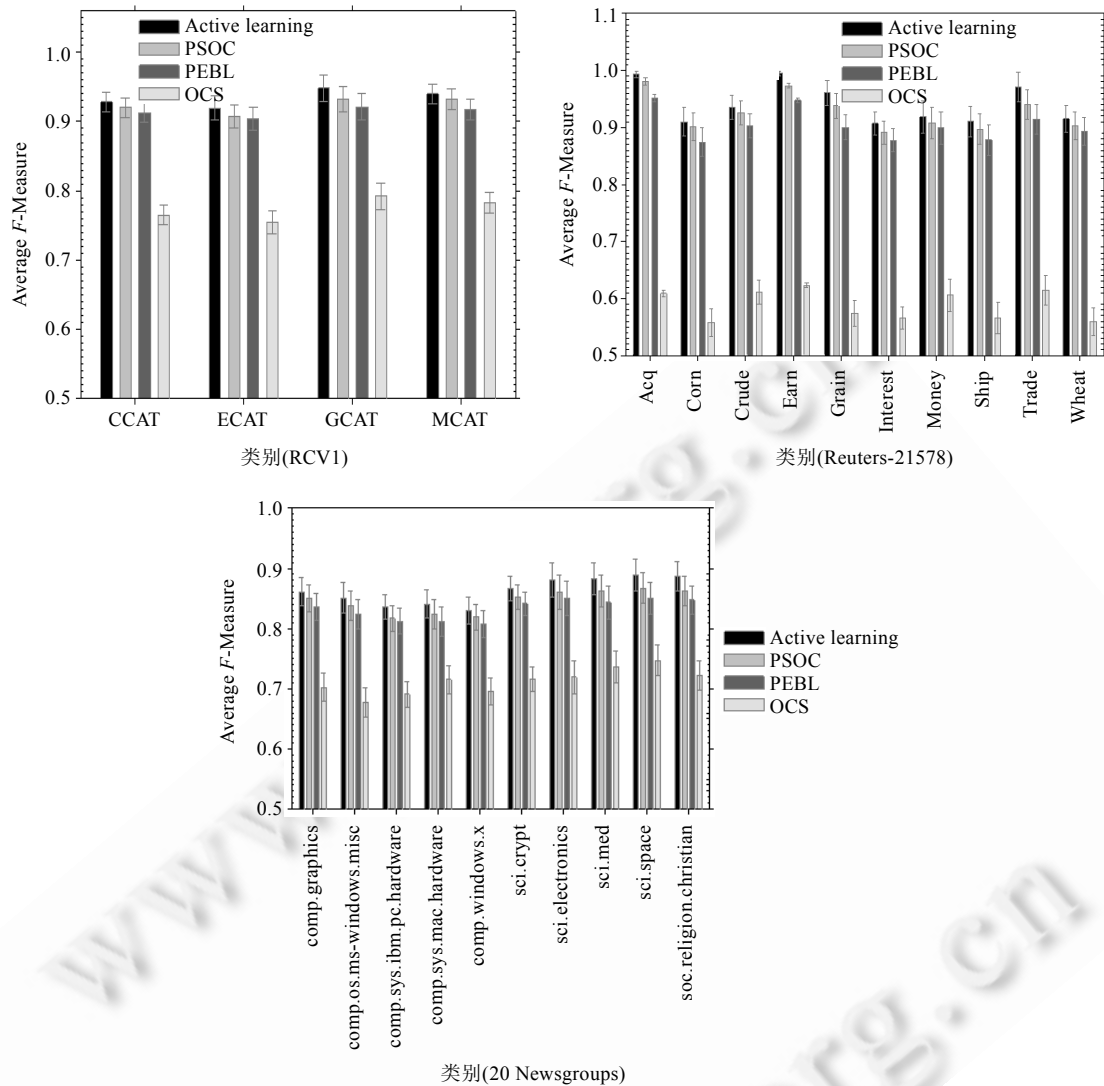 Active learning
PSOC
PEBL
OCS
1.0
0.9
0.8
0.7
0.6
0.5
Average F-Measure
CCAT
ECAT
GCAT
MCAT
类别(RCV1)
Active learning
PSOC
PEBL
OCS
1.1
1.0
0.9
0.8
0.7
0.6
0.5
Average F-Measure
Acq
Corn
Crude
Earn
Grain
Interest
Money
Ship
Trade
Wheat
类别(Reuters-21578)
1.0
0.9
0.8
0.7
0.6
0.5
Average F-Measure
Active learning
PSOC
PEBL
OCS
comp.graphics
comp.os.ms-windows.misc
comp.sys.ibm.pc.hardware
comp.sys.mac.hardware
comp.windows.x
sci.crypt
sci.electronics
sci.med
sci.space
soc.religion.christian
类别(20 Newsgroups)